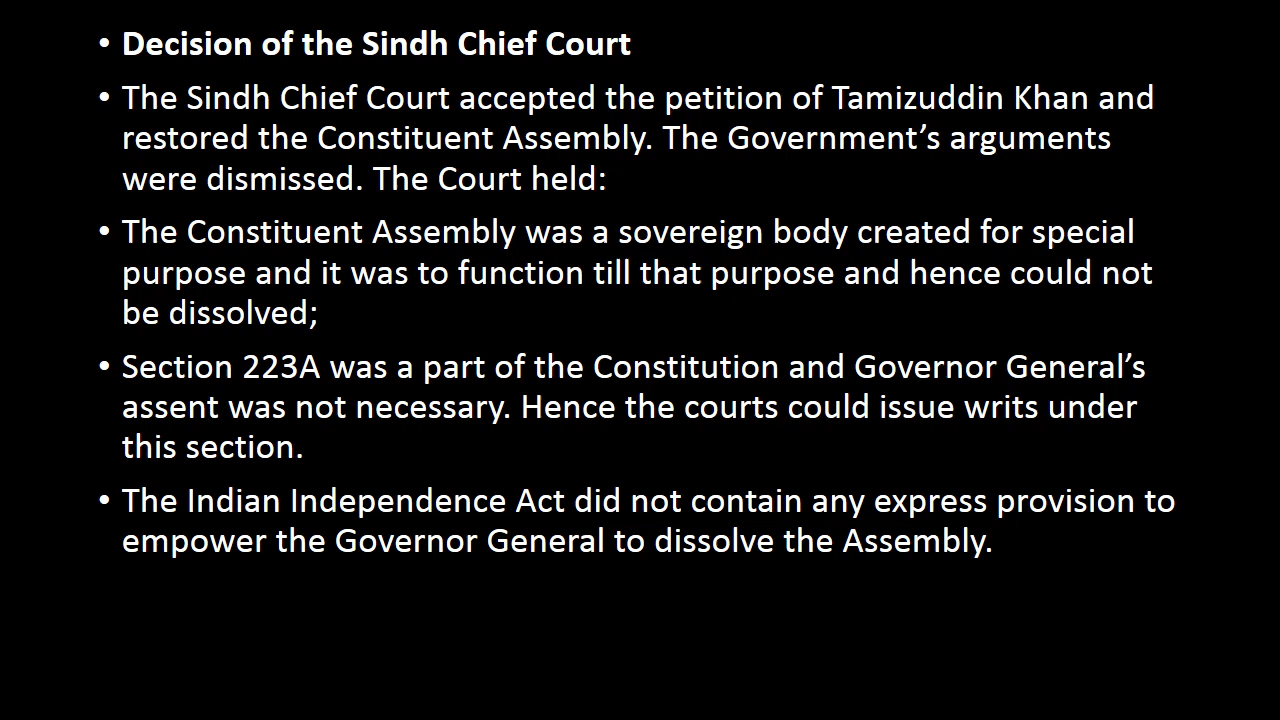 • Decision of the Sindh Chief Court
• The Sindh Chief Court accepted the petition of Tamizuddin Khan and
restored the Constituent Assembly. The Government’s arguments
were dismissed. The Court held:
• The Constituent Assembly was a sovereign body created for special
purpose and it was to function till that purpose and hence could not
be dissolved;
• Section 223A was a part of the Constitution and Governor General’s
assent was not necessary. Hence the courts could issue writs under
this section.
• The Indian Independence Act did not contain any express provision to
empower the Governor General to dissolve the Assembly.